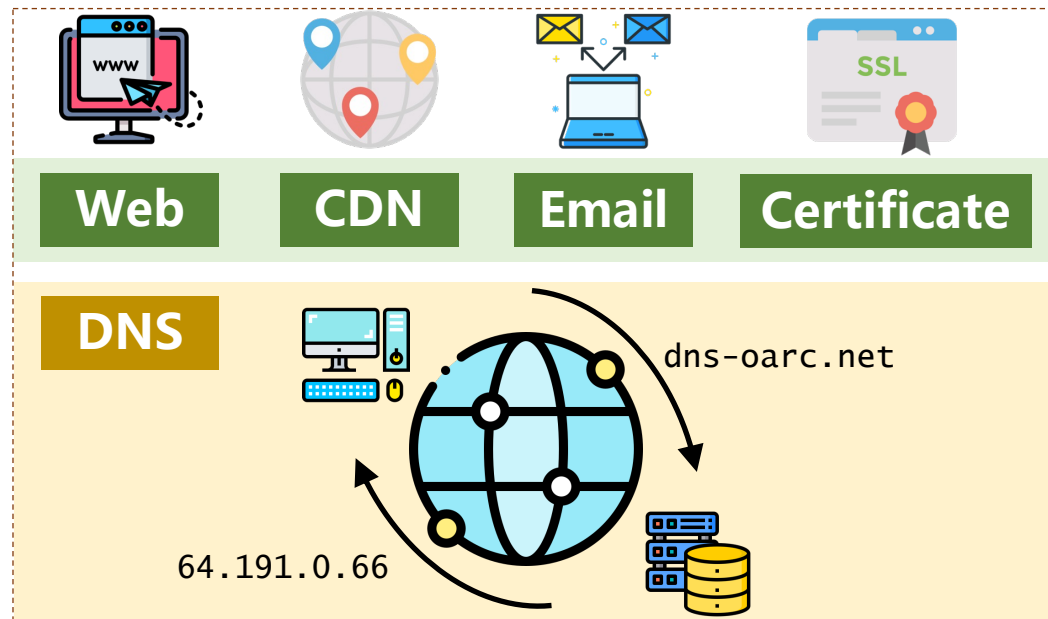 www
SSL
Web
CDN
Email
Certificate
DNS
dns-oarc.net
64.191.0.66